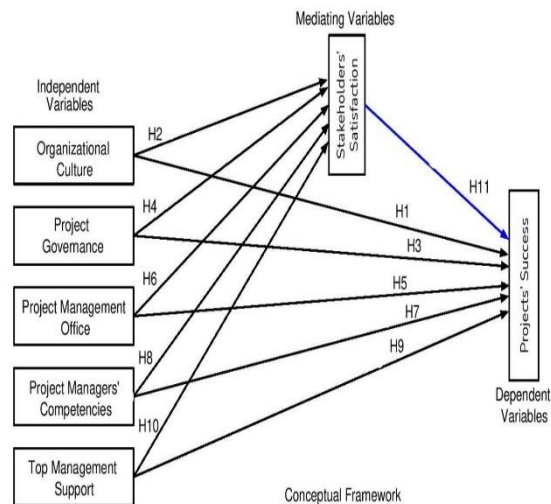 Mediating Variables
Independent
Variables
Stakeholders'
Satisfaction
Organizational
Culture
H2
H11
H1
Project
Governance
H4
H3
Projects' Success
Project Management
Office
H6
H5
H7
Project Managers'
Competencies
H8
H9
Dependent
Variables
H10
Top Management
Support
Conceptual Framework